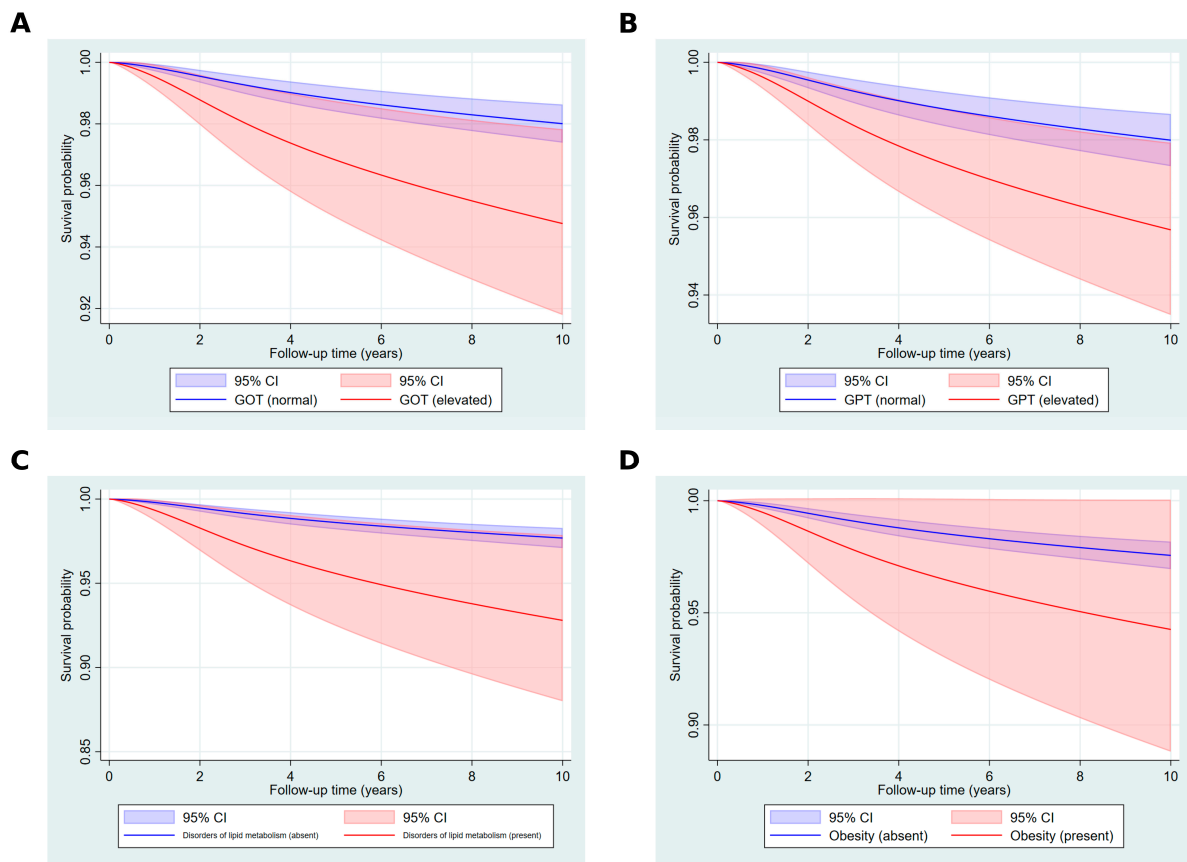 A
Suvival probability
1.00
0.98
0.96
0.94
0.92
0 2 4 6 8 10
Follow-up time (years)
95% CI 95% CI
GOT (normal) GOT (elevated)
B
Survival probability
1.00
0.98
0.96
0.94
0 2 4 6 8 10
Follow-up time (years)
95% CI 95% CI
GPT (normal) GPT (elevated)
C
Survival probability
1.00
0.95
0.90
0.85
0 2 4 6 8 10
Follow-up time (years)
95% CI 95% CI
Disorders of lipid metabolism (absent) Disorders of lipid metabolism (present)
D
Survival probability
1.00
0.95
0.90
0 2 4 6 8 10
Follow-up time (years)
95% CI 95% CI
Obesity (absent) Obesity (present)